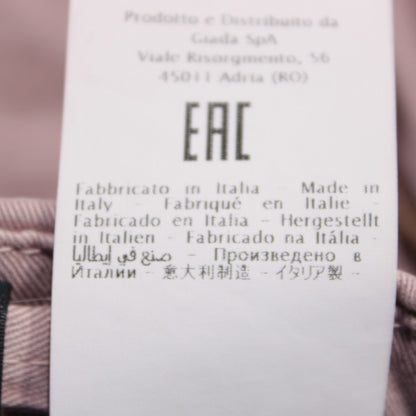 Prodotto e Distribuito da
Giada SpA
Viale Risorgmento, 56
45011 Adria (RO)
EAC
Fabbricato in Italia - Made in
Italy - Fabriqué en Italie -
Fabricado en Italia - Hergestellt
in Italien - Fabricado na Itália -
صنع في إيطاليا - Произведено в
Италии - 意大利制造 - イタリア製 -